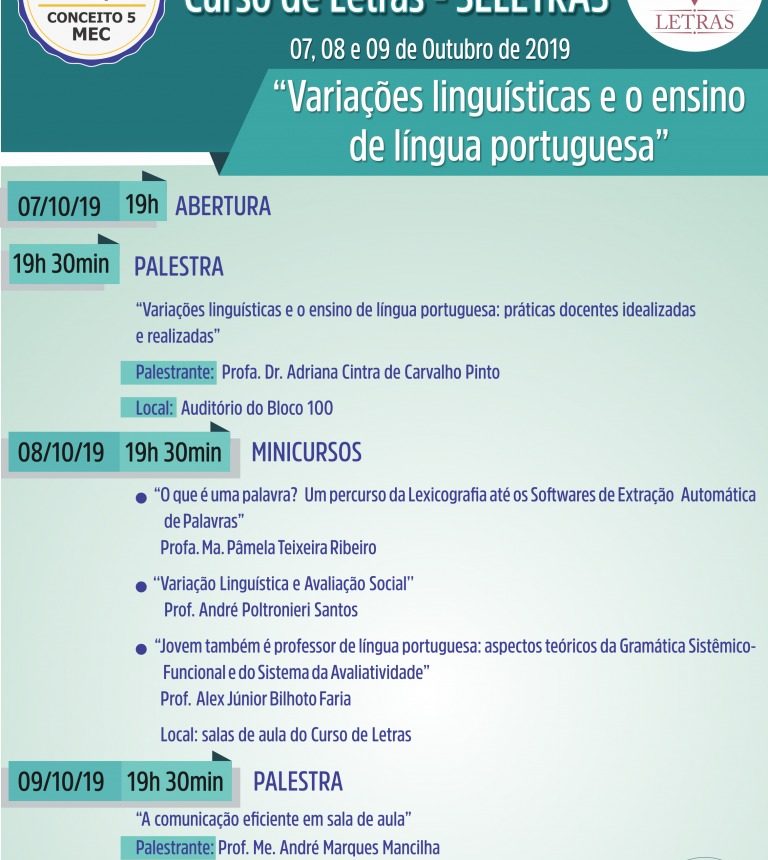 CONCEITO 5
MEC
Curso de Letras - SELETRAS
LETRAS
07, 08 e 09 de Outubro de 2019
“Variações linguísticas e o ensino
de língua portuguesa”
07/10/19 19h ABERTURA
19h 30min PALESTRA
“Variações linguísticas e o ensino de língua portuguesa: práticas docentes idealizadas
e realizadas”
Palestrante: Profa. Dr. Adriana Cintra de Carvalho Pinto
Local: Auditório do Bloco 100
08/10/19 19h 30min MINICURSOS
● “O que é uma palavra? Um percurso da Lexicografia até os Softwares de Extração Automática
de Palavras”
Profa. Ma. Pâmela Teixeira Ribeiro
● “Variação Linguística e Avaliação Social”
Prof. André Poltronieri Santos
● “Jovem também é professor de língua portuguesa: aspectos teóricos da Gramática Sistêmico-
Funcional e do Sistema da Avaliatividade”
Prof. Alex Júnior Bilhoto Faria
Local: salas de aula do Curso de Letras
09/10/19 19h 30min PALESTRA
“A comunicação eficiente em sala de aula”
Palestrante: Prof. Me. André Marques Mancilha